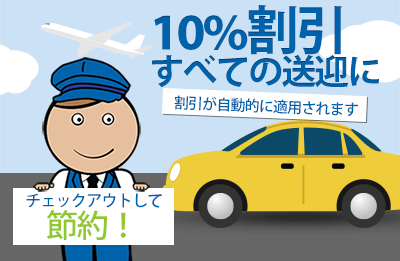 10%割引
すべての送迎に
割引が自動的に適用されます
チェックアウトして
節約！